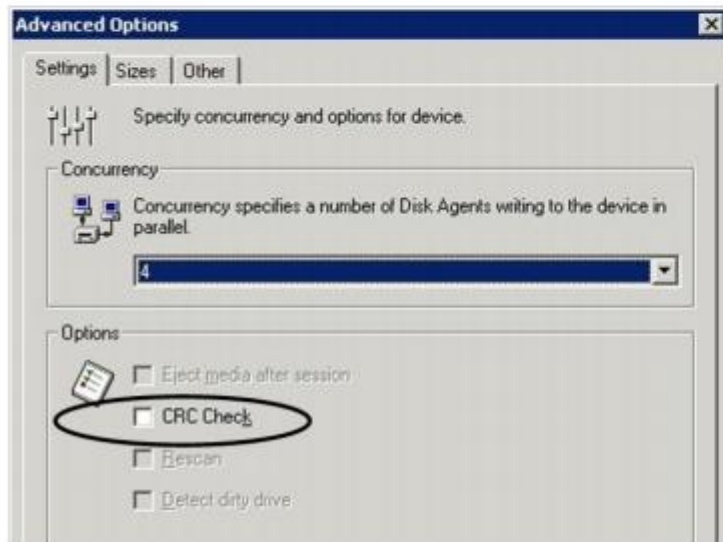 Advanced Options
Settings Sizes Other
Specify concurrency and options for device.
Concurrency
Concurrency specifies a number of Disk Agents writing to the device in
parallel.
4
Options
Eject media after session
CRC Check
Rescan
Detect dirty drive